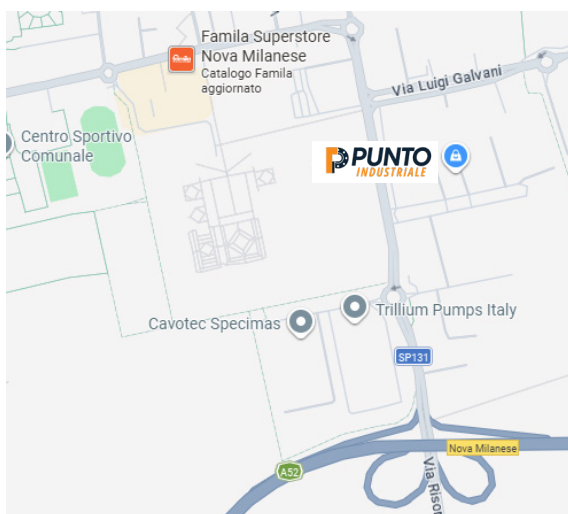 Famila Superstore
Nova Milanese
Catalogo Famila
aggiornato
Via Luigi Galvani
Centro Sportivo
Comunale
PUNTO
INDUSTRIALE
Cavotec Specimas
Trillium Pumps Italy
SP131
Nova Milanese
A52
Via Risor